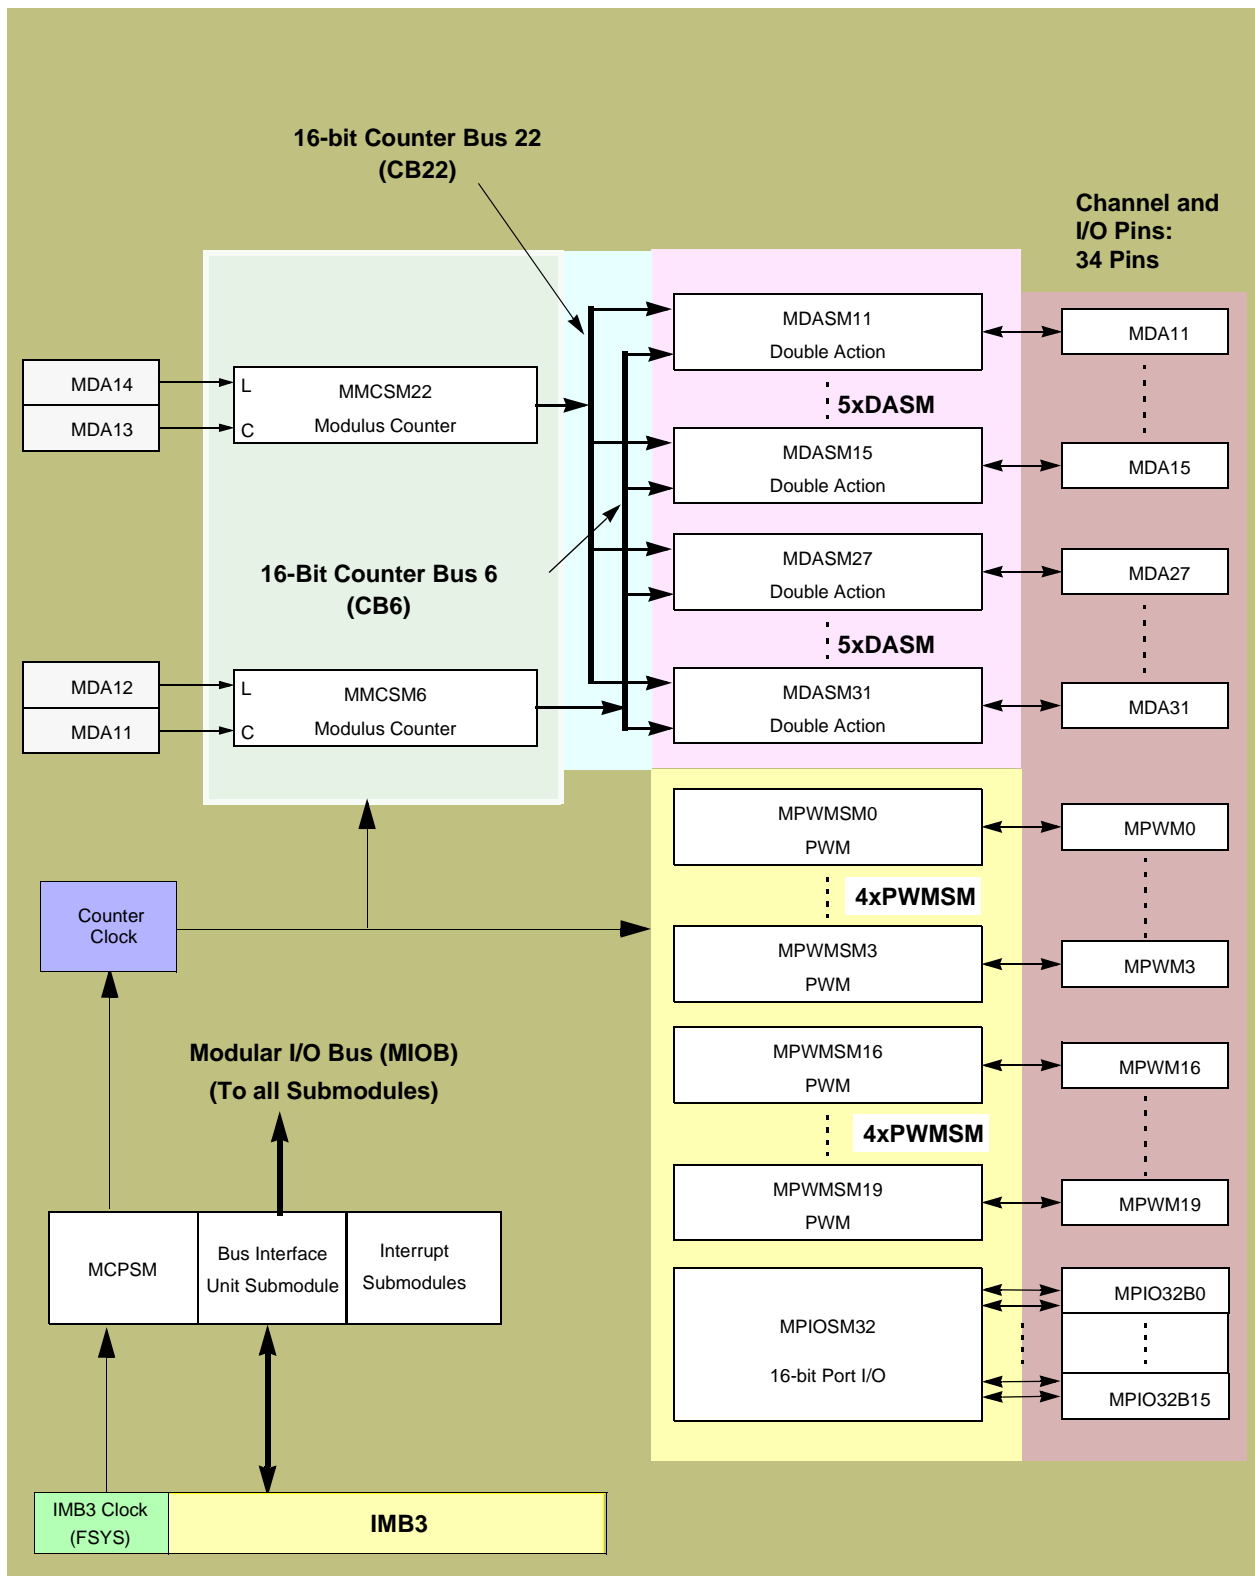 16-bit Counter Bus 22
(CB22)
Channel and
I/O Pins:
34 Pins
MDA14
MDA13
L
C
MMCSM22
Modulus Counter
MDASM11
Double Action
MDA11
5xDASM
MDASM15
Double Action
MDA15
16-Bit Counter Bus 6
(CB6)
MDASM27
Double Action
MDA27
5xDASM
MDA12
MDA11
L
C
MMCSM6
Modulus Counter
MDASM31
Double Action
MDA31
MPWMSM0
PWM
MPWM0
4xPWMSM
Counter
Clock
MPWMSM3
PWM
MPWM3
Modular I/O Bus (MIOB)
(To all Submodules)
MPWMSM16
PWM
MPWM16
4xPWMSM
MPWMSM19
PWM
MPWM19
MCPSM
Bus Interface
Unit Submodule
Interrupt
Submodules
MPIOSM32
16-bit Port I/O
MPIO32B0
MPIO32B15
IMB3 Clock
(FSYS)
IMB3